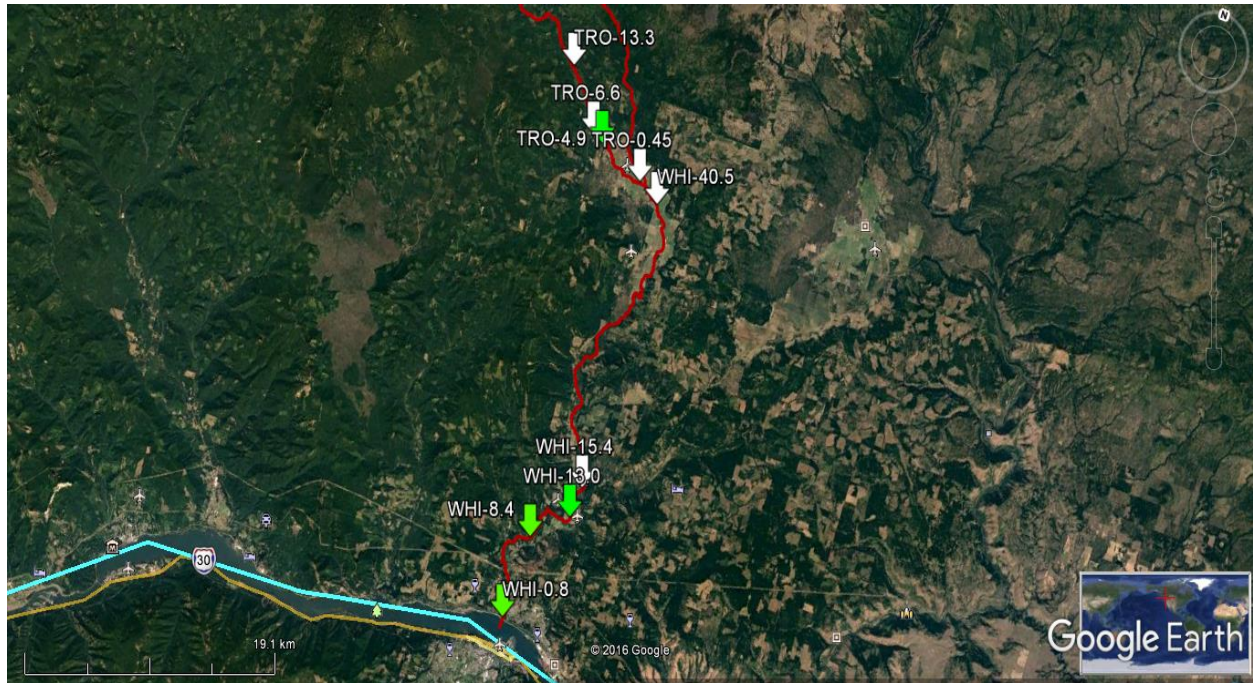 N
TRO-13.3
TRO-6.6
TRO-4.9
TRO-0.45
WHI-40.5
WHI-15.4
WHI-13.0
WHI-8.4
WHI-0.8
19.1 km
© 2016 Google
Google Earth